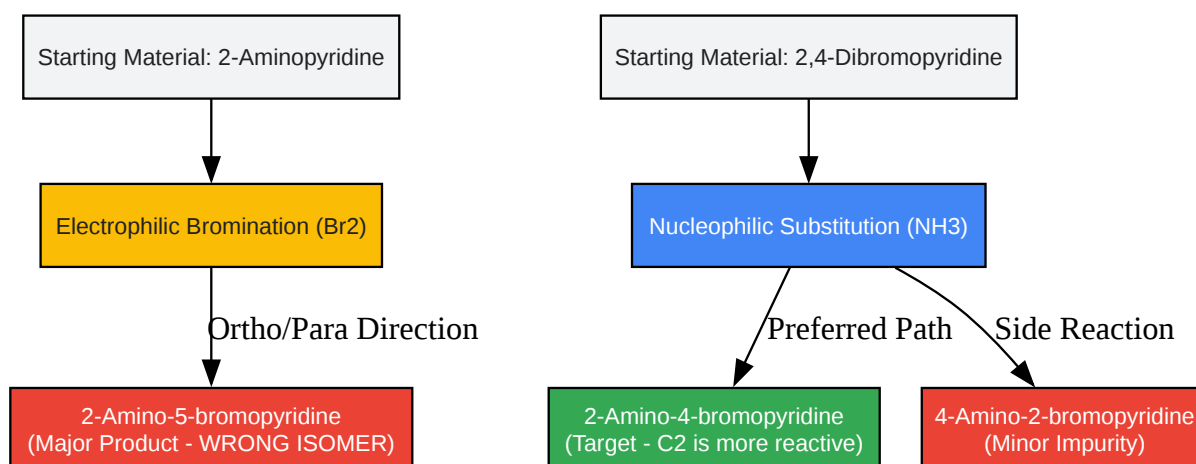 Starting Material: 2-Aminopyridine
Starting Material: 2,4-Dibromopyridine
Electrophilic Bromination (Br2)
Nucleophilic Substitution (NH3)
Ortho/Para Direction
Preferred Path
Side Reaction
2-Amino-5-bromopyridine
(Major Product - WRONG ISOMER)
2-Amino-4-bromopyridine
(Target - C2 is more reactive)
4-Amino-2-bromopyridine
(Minor Impurity)